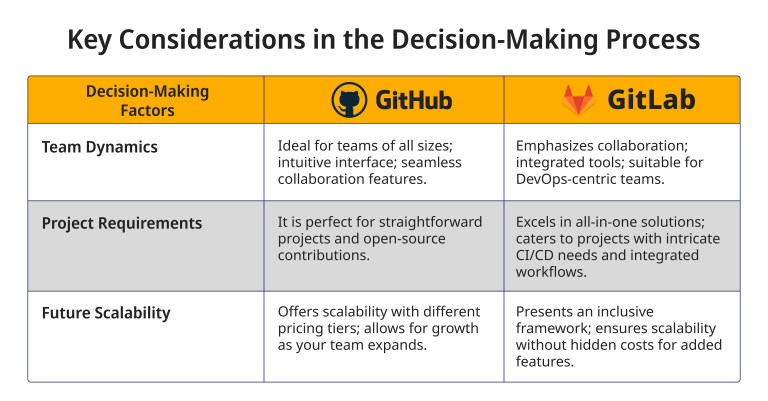 Key Considerations in the Decision-Making Process
Decision-Making
Factors
GitHub
GitLab
Team Dynamics
Ideal for teams of all sizes;
intuitive interface; seamless
collaboration features.
Emphasizes collaboration;
integrated tools; suitable for
DevOps-centric teams.
Project Requirements
It is perfect for straightforward
projects and open-source
contributions.
Excels in all-in-one solutions;
caters to projects with intricate
CI/CD needs and integrated
workflows.
Future Scalability
Offers scalability with different
pricing tiers; allows for growth
as your team expands.
Presents an inclusive
framework; ensures scalability
without hidden costs for added
features.